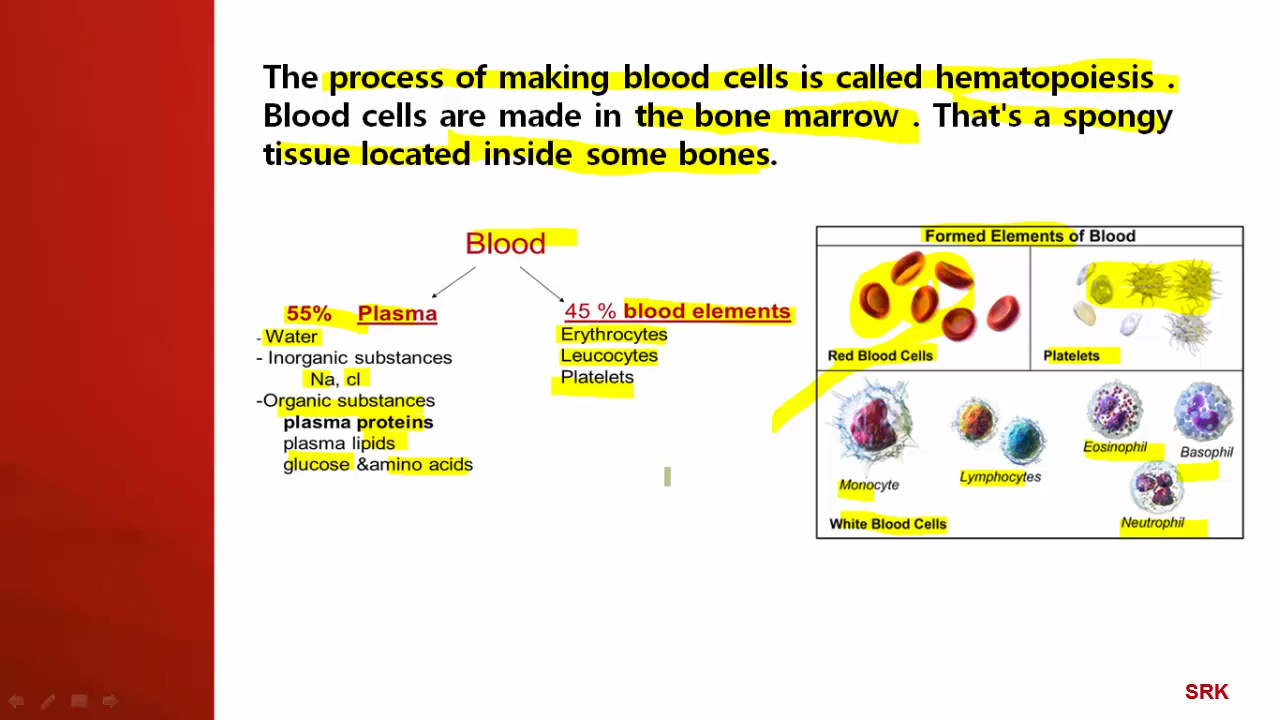 The process of making blood cells is called hematopoiesis .
Blood cells are made in the bone marrow . That's a spongy
tissue located inside some bones.
Blood
55% Plasma
- Water
- Inorganic substances
Na, cl
-Organic substances
plasma proteins
plasma lipids
glucose &amino acids
45 % blood elements
Erythrocytes
Leucocytes
Platelets
Formed Elements of Blood
Red Blood Cells
Platelets
Monocyte
Lymphocytes
Eosinophil
Basophil
Neutrophil
White Blood Cells
SRK